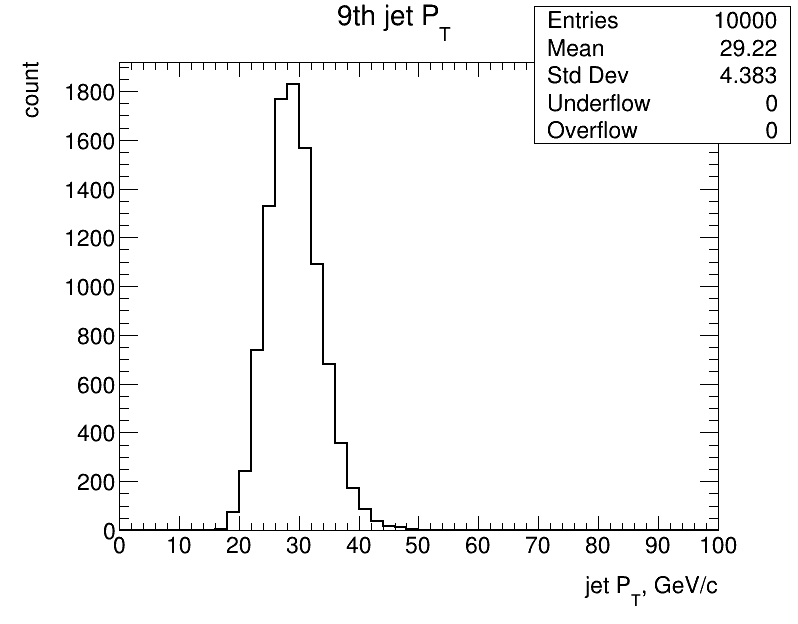 9th jet P_T
Entries 10000
Mean 29.22
Std Dev 4.383
Underflow 0
Overflow 0
count
1800
1600
1400
1200
1000
800
600
400
200
0
0 10 20 30 40 50 60 70 80 90 100
jet P_T, GeV/c